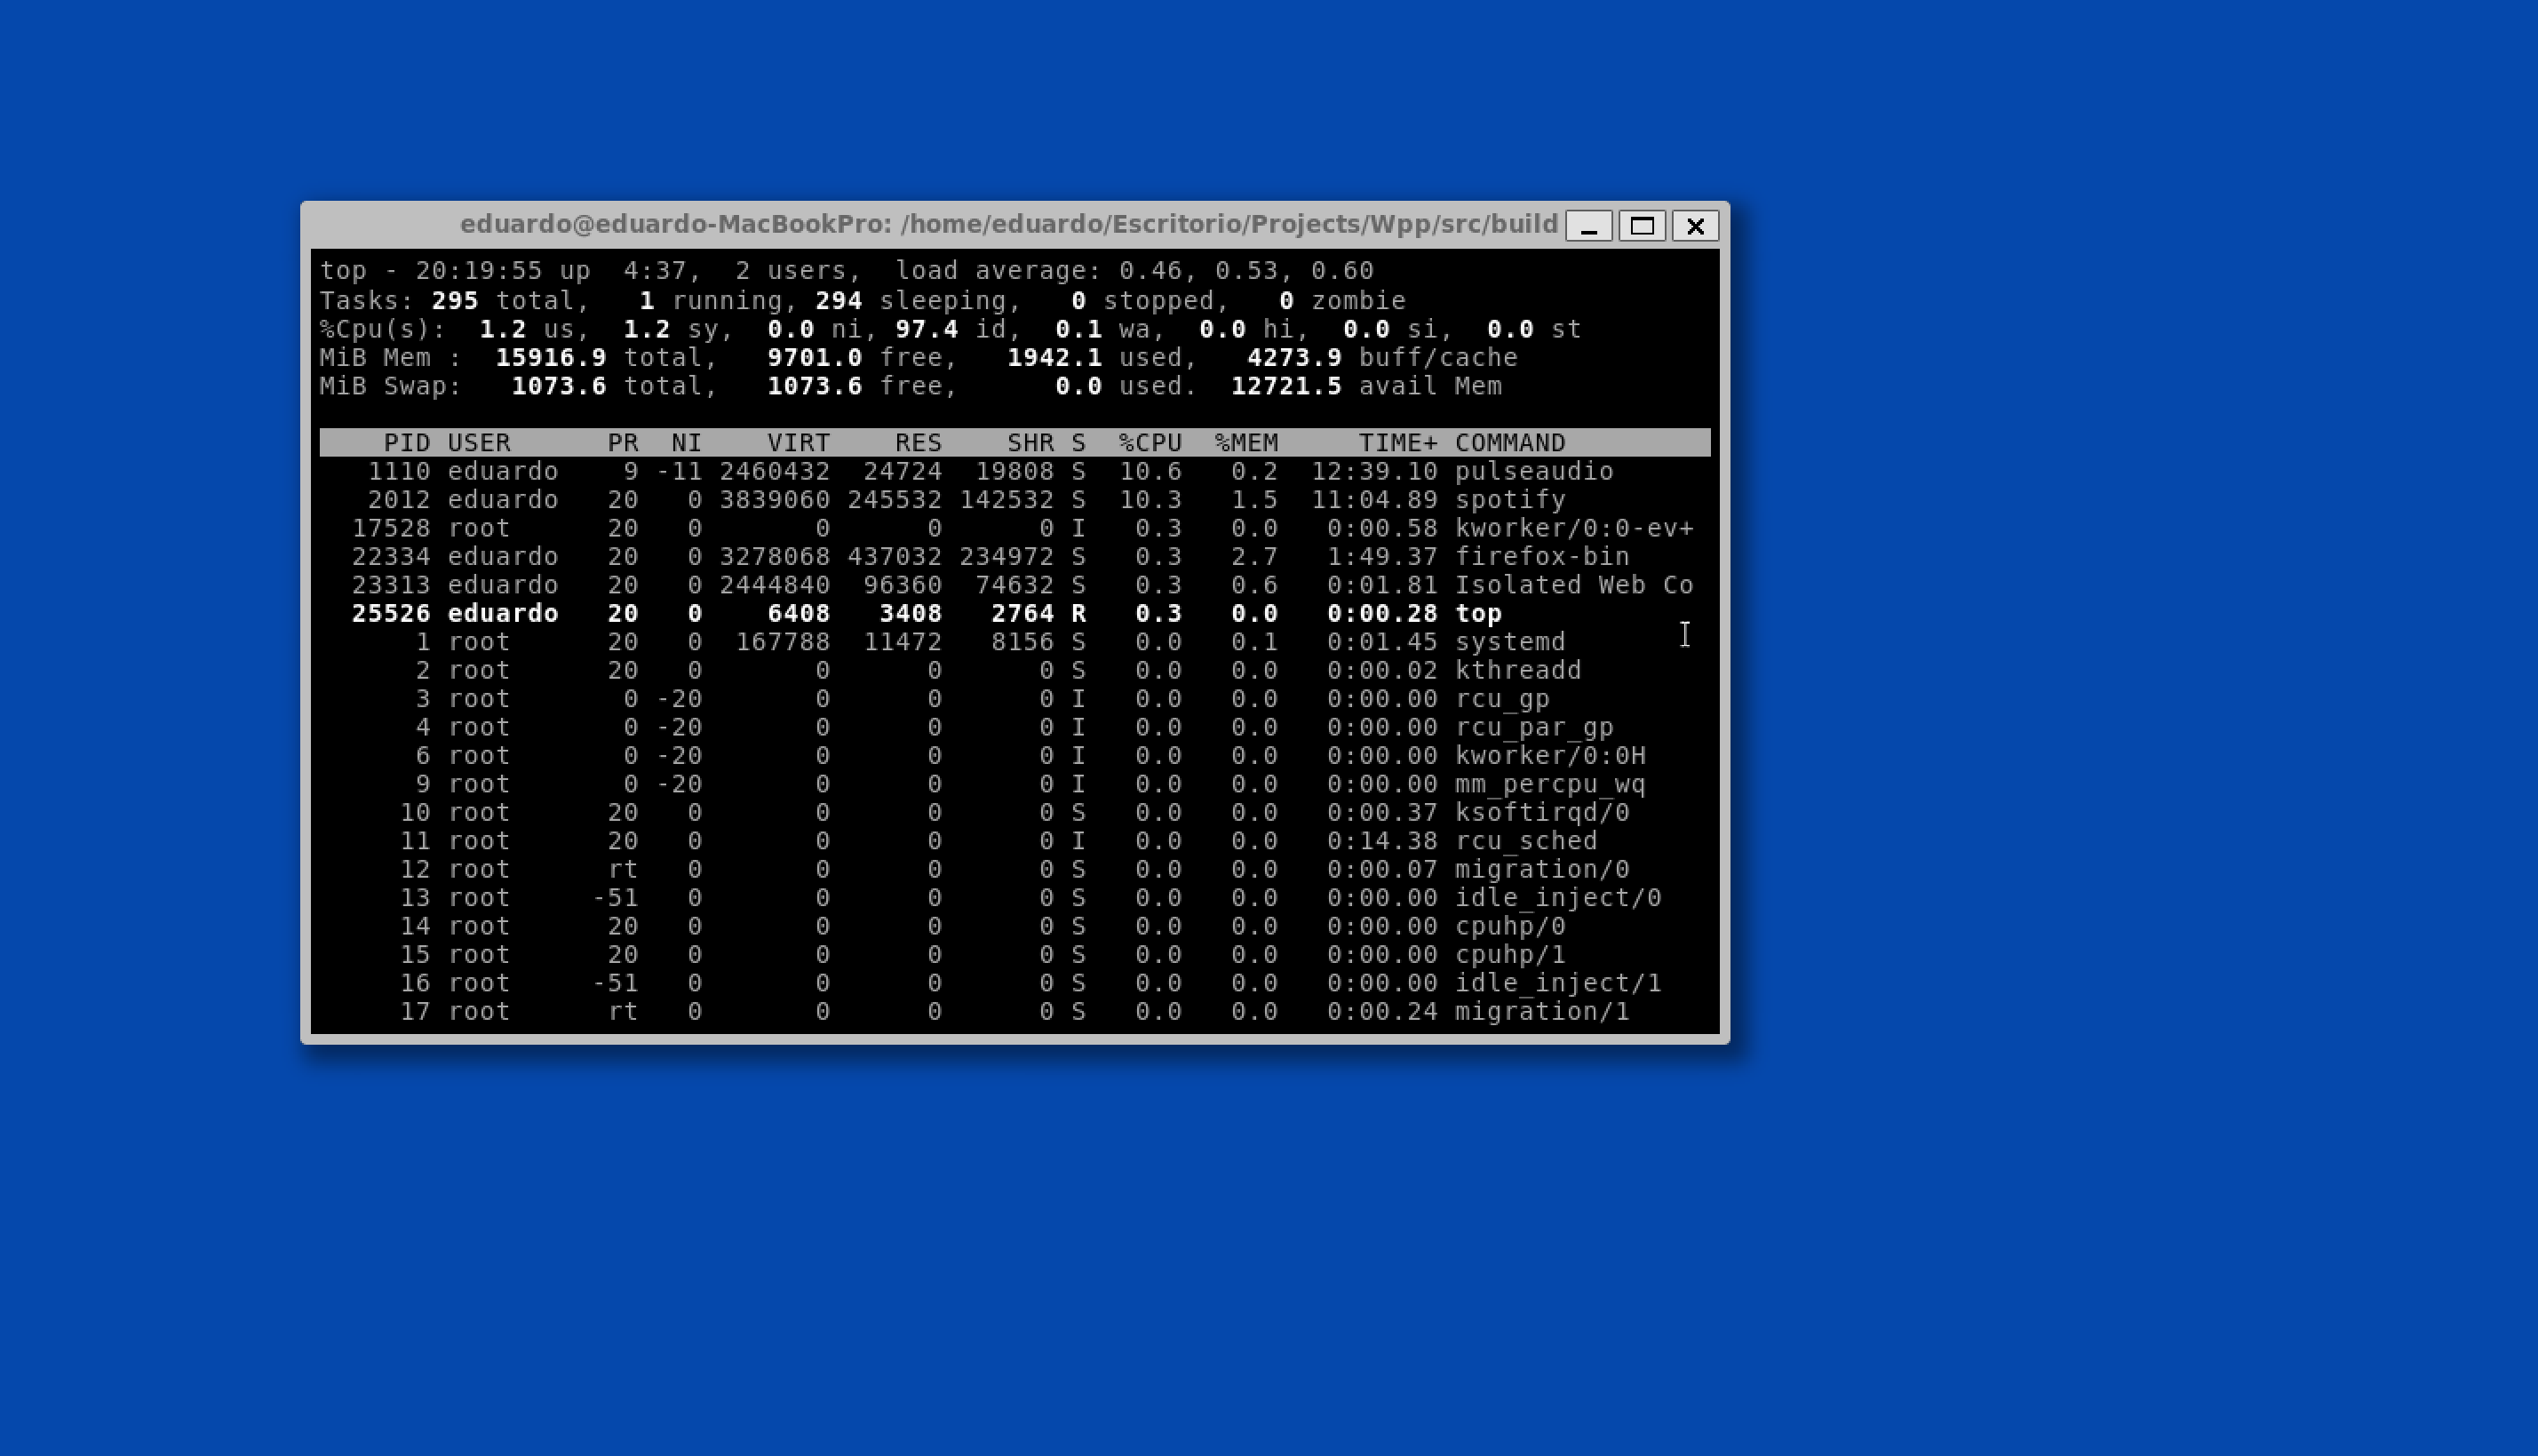 eduardo@eduardo-MacBookPro: /home/eduardo/Escritorio/Projects/Wpp/src/build
top - 20:19:55 up  4:37,  2 users,  load average: 0.46, 0.53, 0.60
Tasks: 295 total,   1 running, 294 sleeping,   0 stopped,   0 zombie
%Cpu(s):  1.2 us,  1.2 sy,  0.0 ni, 97.4 id,  0.1 wa,  0.0 hi,  0.0 si,  0.0 st
MiB Mem :  15916.9 total,   9701.0 free,   1942.1 used,   4273.9 buff/cache
MiB Swap:   1073.6 total,   1073.6 free,      0.0 used.  12721.5 avail Mem
PID USER      PR  NI    VIRT    RES    SHR S  %CPU  %MEM     TIME+ COMMAND
1110 eduardo    9 -11 2460432  24724  19808 S  10.6   0.2  12:39.10 pulseaudio
2012 eduardo   20   0 3839060 245532 142532 S  10.3   1.5  11:04.89 spotify
17528 root      20   0       0      0      0 I   0.3   0.0   0:00.58 kworker/0:0-ev+
22334 eduardo   20   0 3278068 437032 234972 S   0.3   2.7   1:49.37 firefox-bin
23313 eduardo   20   0 2444840  96360  74632 S   0.3   0.6   0:01.81 Isolated Web Co
25526 eduardo   20   0    6408   3408   2764 R   0.3   0.0   0:00.28 top
1 root      20   0  167788  11472   8156 S   0.0   0.1   0:01.45 systemd
2 root      20   0       0      0      0 S   0.0   0.0   0:00.02 kthreadd
3 root       0 -20       0      0      0 I   0.0   0.0   0:00.00 rcu_gp
4 root       0 -20       0      0      0 I   0.0   0.0   0:00.00 rcu_par_gp
6 root       0 -20       0      0      0 I   0.0   0.0   0:00.00 kworker/0:0H
9 root       0 -20       0      0      0 I   0.0   0.0   0:00.00 mm_percpu_wq
10 root      20   0       0      0      0 S   0.0   0.0   0:00.37 ksoftirqd/0
11 root      20   0       0      0      0 I   0.0   0.0   0:14.38 rcu_sched
12 root      rt   0       0      0      0 S   0.0   0.0   0:00.07 migration/0
13 root     -51   0       0      0      0 S   0.0   0.0   0:00.00 idle_inject/0
14 root      20   0       0      0      0 S   0.0   0.0   0:00.00 cpuhp/0
15 root      20   0       0      0      0 S   0.0   0.0   0:00.00 cpuhp/1
16 root     -51   0       0      0      0 S   0.0   0.0   0:00.00 idle_inject/1
17 root      rt   0       0      0      0 S   0.0   0.0   0:00.24 migration/1